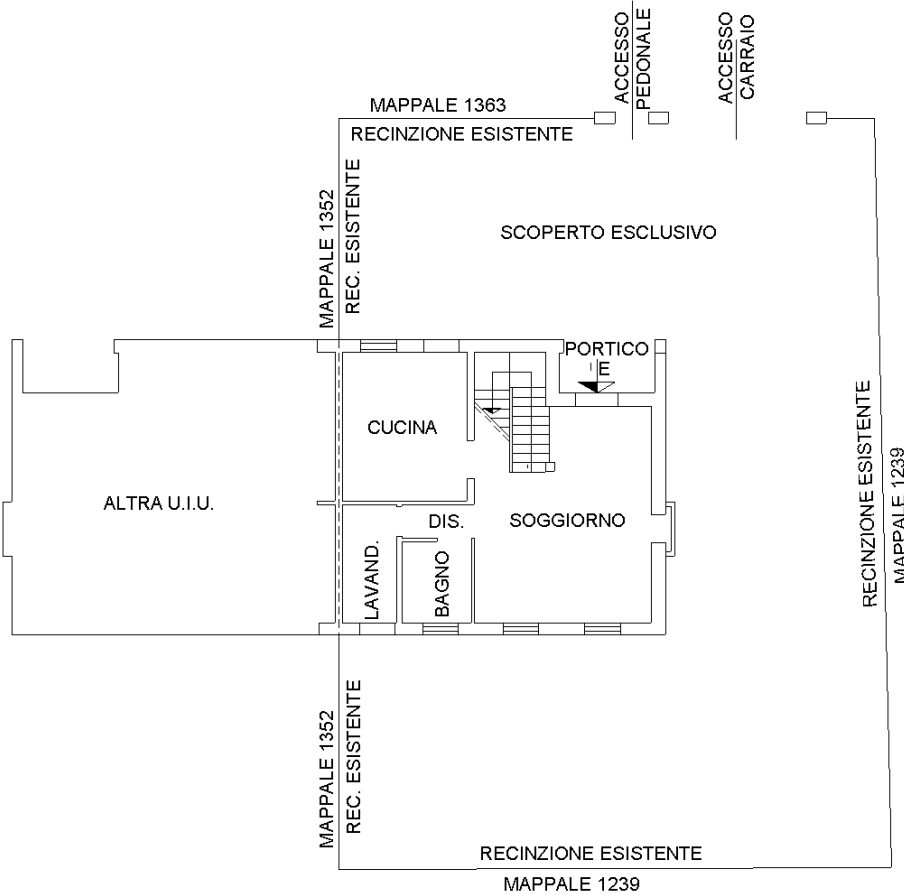 ACCESSO
PEDONALE
ACCESSO
CARRAIO
MAPPALE 1363
RECINZIONE ESISTENTE
MAPPALE 1352
REC. ESISTENTE
SCOPERTO ESCLUSIVO
PORTICO
E
CUCINA
RECINZIONE ESISTENTE
MAPPALE 1239
ALTRA U.I.U.
DIS.
SOGGIORNO
LAVAND.
BAGNO
MAPPALE 1352
REC. ESISTENTE
RECINZIONE ESISTENTE
MAPPALE 1239